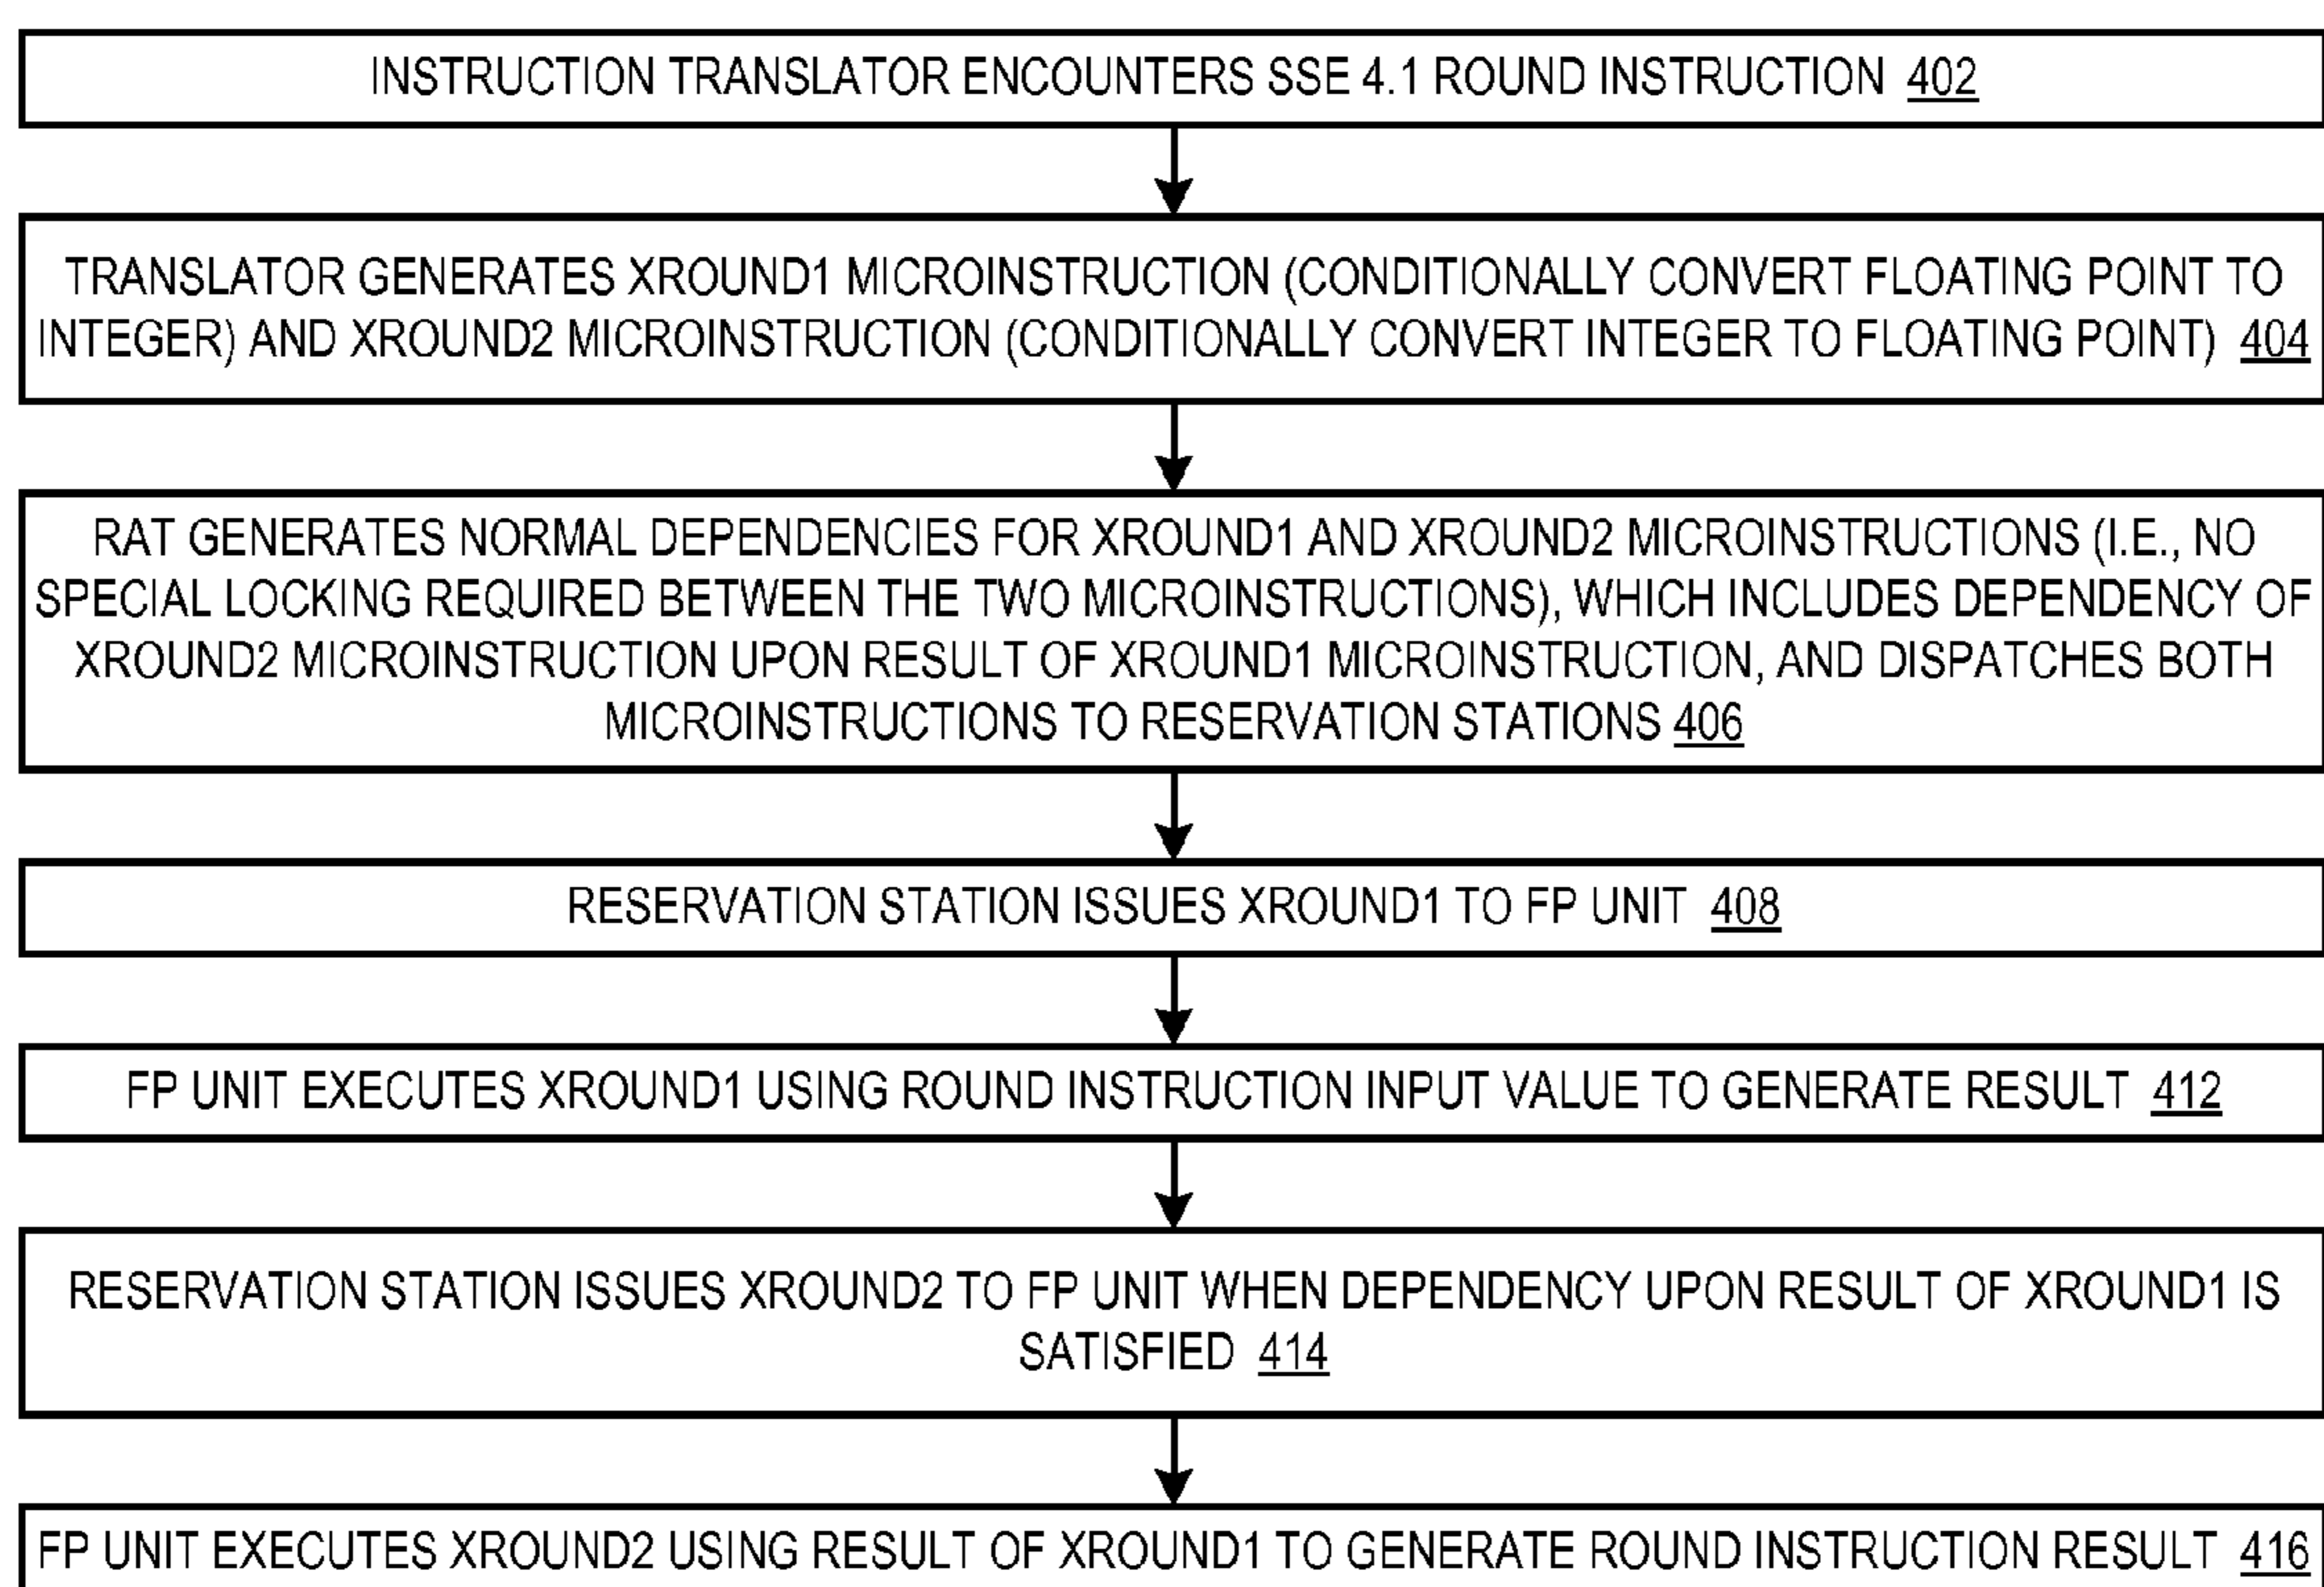 INSTRUCTION TRANSLATOR ENCOUNTERS SSE 4.1 ROUND INSTRUCTION 402
TRANSLATOR GENERATES XROUND1 MICROINSTRUCTION (CONDITIONALLY CONVERT FLOATING POINT TO
INTEGER) AND XROUND2 MICROINSTRUCTION (CONDITIONALLY CONVERT INTEGER TO FLOATING POINT) 404
RAT GENERATES NORMAL DEPENDENCIES FOR XROUND1 AND XROUND2 MICROINSTRUCTIONS (I.E., NO
SPECIAL LOCKING REQUIRED BETWEEN THE TWO MICROINSTRUCTIONS), WHICH INCLUDES DEPENDENCY OF
XROUND2 MICROINSTRUCTION UPON RESULT OF XROUND1 MICROINSTRUCTION, AND DISPATCHES BOTH
MICROINSTRUCTIONS TO RESERVATION STATIONS 406
RESERVATION STATION ISSUES XROUND1 TO FP UNIT 408
FP UNIT EXECUTES XROUND1 USING ROUND INSTRUCTION INPUT VALUE TO GENERATE RESULT 412
RESERVATION STATION ISSUES XROUND2 TO FP UNIT WHEN DEPENDENCY UPON RESULT OF XROUND1 IS
SATISFIED 414
FP UNIT EXECUTES XROUND2 USING RESULT OF XROUND1 TO GENERATE ROUND INSTRUCTION RESULT 416